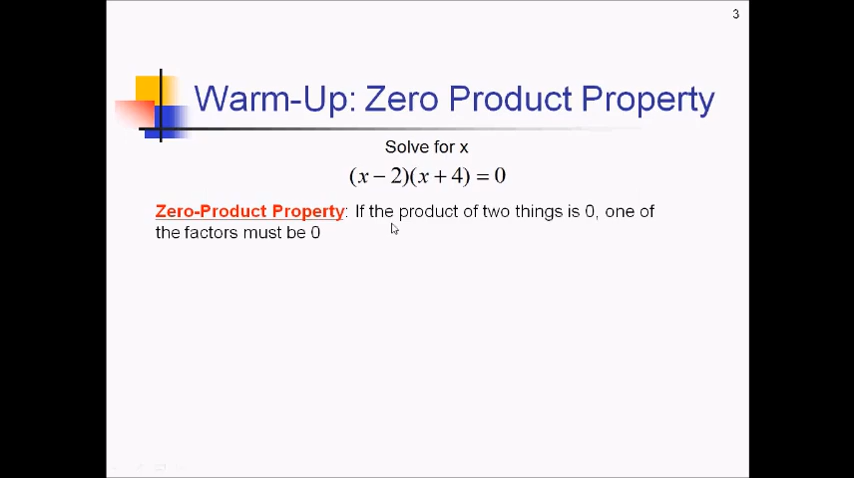 3
Warm-Up: Zero Product Property
Solve for x
(x − 2)(x + 4) = 0
Zero-Product Property: If the product of two things is 0, one of
the factors must be 0